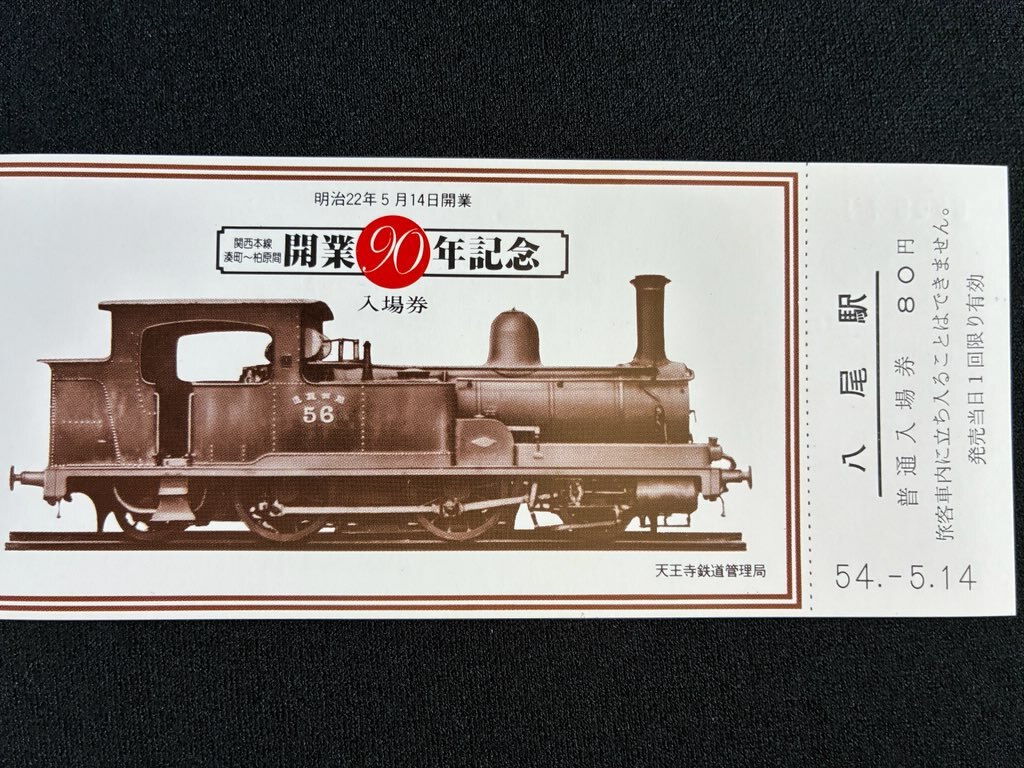 明治22年5月14日開業
関西本線
湊町～柏原間
開業90年記念
入場券
56
天王寺鉄道管理局
八尾駅
普通入場券 80円
旅客車内に立ち入ることはできません。
発売当日1回限り有効
54.-5.14